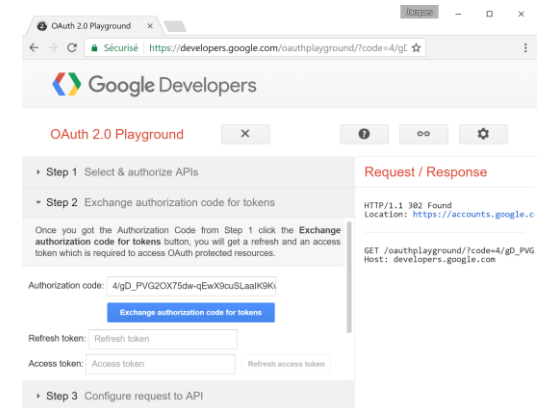 Jacques
OAuth 2.0 Playground
Sécurisé https://developers.google.com/oauthplayground/?code=4/gD
Google Developers
OAuth 2.0 Playground
Step 1 Select & authorize APIs
Step 2 Exchange authorization code for tokens
Once you got the Authorization Code from Step 1 click the Exchange
authorization code for tokens button, you will get a refresh and an access
token which is required to access OAuth protected resources.
Authorization code: 4/gD_PVG2OX75dw-qEwX9cuSLaaIK9K
Exchange authorization code for tokens
Refresh token: Refresh token
Access token: Access token Refresh access token
Step 3 Configure request to API
Request / Response
HTTP/1.1 302 Found
Location: https://accounts.google.c
GET /oauthplayground/?code=4/gD_PVG
Host: developers.google.com